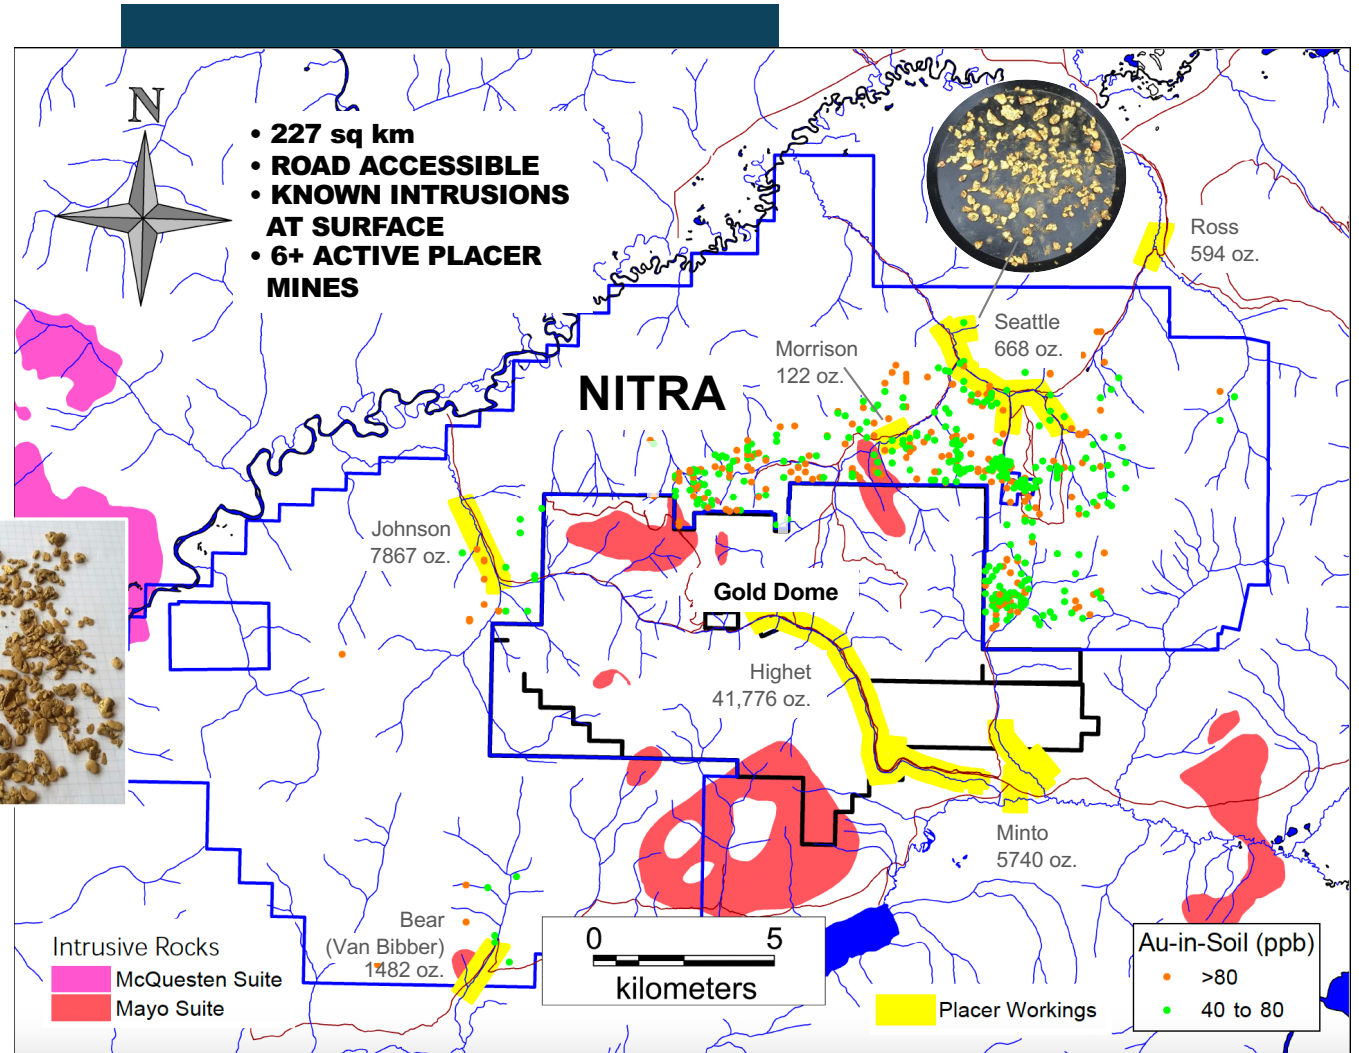 N
• 227 sq km
• ROAD ACCESSIBLE
• KNOWN INTRUSIONS
AT SURFACE
• 6+ ACTIVE PLACER
MINES
Ross
594 oz.
Seattle
668 oz.
Morrison
122 oz.
NITRA
Johnson
7867 oz.
Gold Dome
Highet
41,776 oz.
Minto
5740 oz.
Bear
(Van Bibber)
1482 oz.
Intrusive Rocks
McQuesten Suite
Mayo Suite
0 5
kilometers
Placer Workings
Au-in-Soil (ppb)
>80
40 to 80